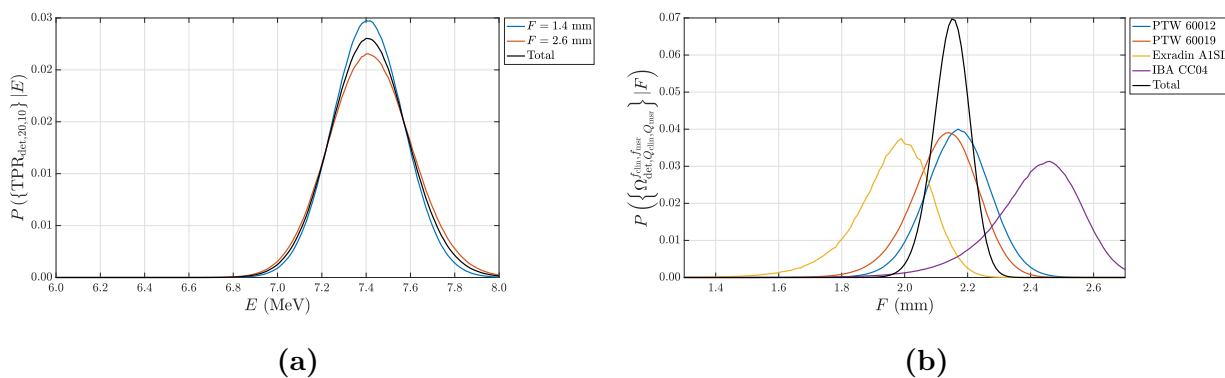 0.03
0.02
0.02
0.01
0.01
0.00
P ({TPR_det,20,10} |E)
6.0 6.2 6.4 6.6 6.8 7.0 7.2 7.4 7.6 7.8 8.0
E (MeV)
F = 1.4 mm
F = 2.6 mm
Total
(a)
0.07
0.06
0.05
0.04
0.03
0.02
0.01
0.00
P ({Ω^{f_clin, f_msr}_{det, Q_clin, Q_msr}} |F)
1.4 1.6 1.8 2.0 2.2 2.4 2.6
F (mm)
PTW 60012
PTW 60019
Exradin A1SL
IBA CC04
Total
(b)